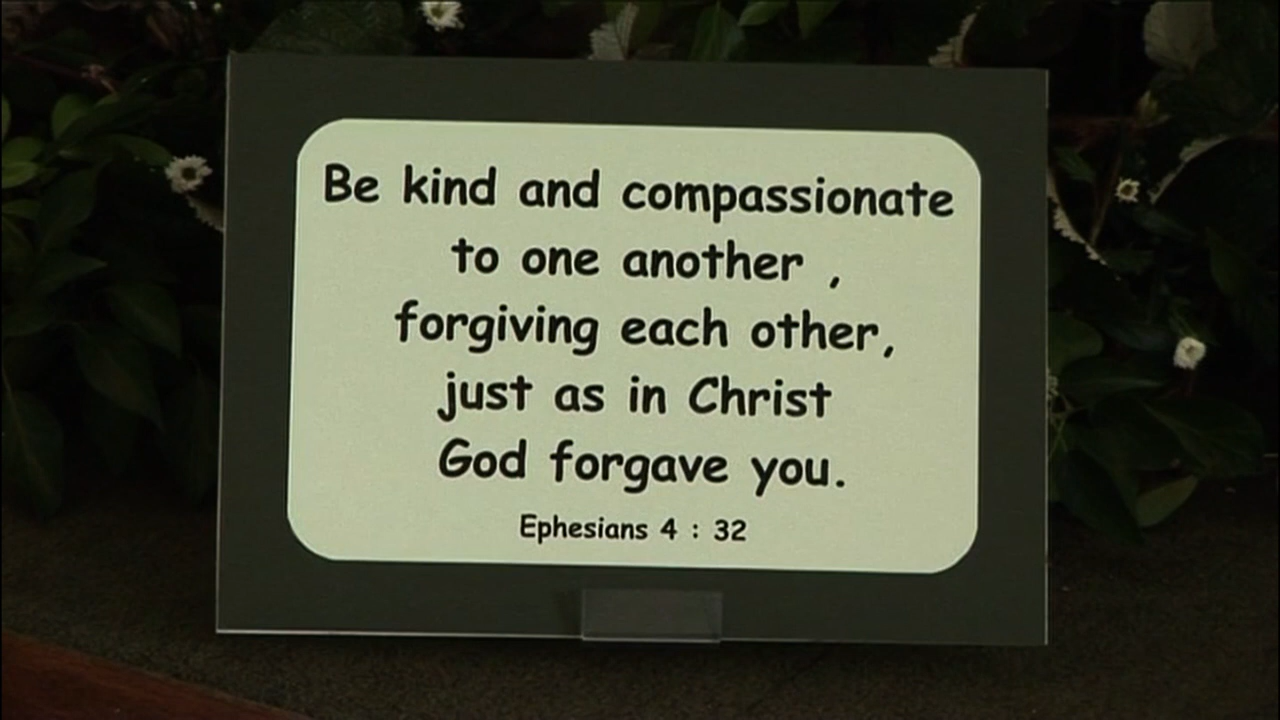 Be kind and compassionate
to one another ,
forgiving each other,
just as in Christ
God forgave you.
Ephesians 4 : 32